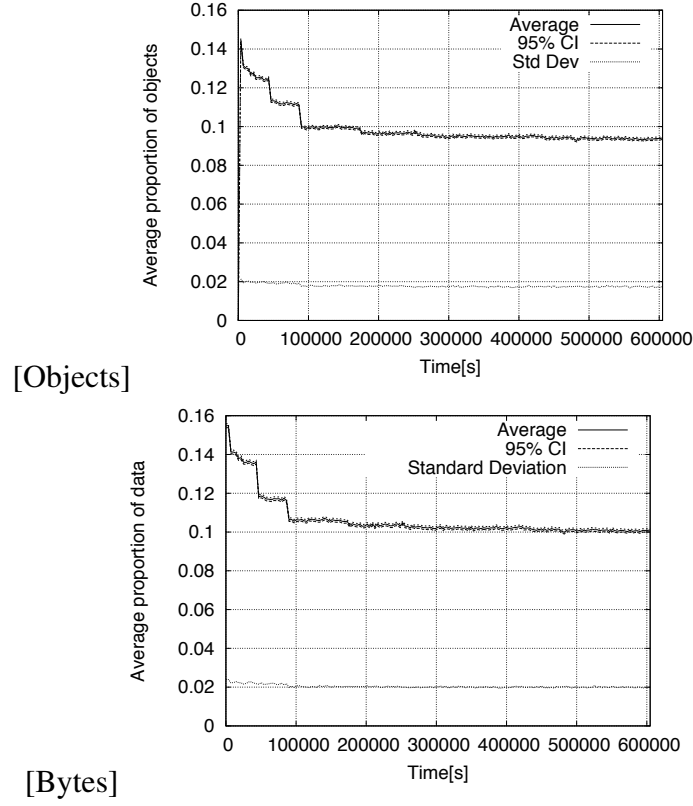 0.16
0.14
0.12
0.1
0.08
0.06
0.04
0.02
0
Average proportion of objects
Average
95% CI
Std Dev
0 100000 200000 300000 400000 500000 600000
Time[s]
[Objects]
0.16
0.14
0.12
0.1
0.08
0.06
0.04
0.02
0
Average proportion of data
Average
95% CI
Standard Deviation
0 100000 200000 300000 400000 500000 600000
Time[s]
[Bytes]